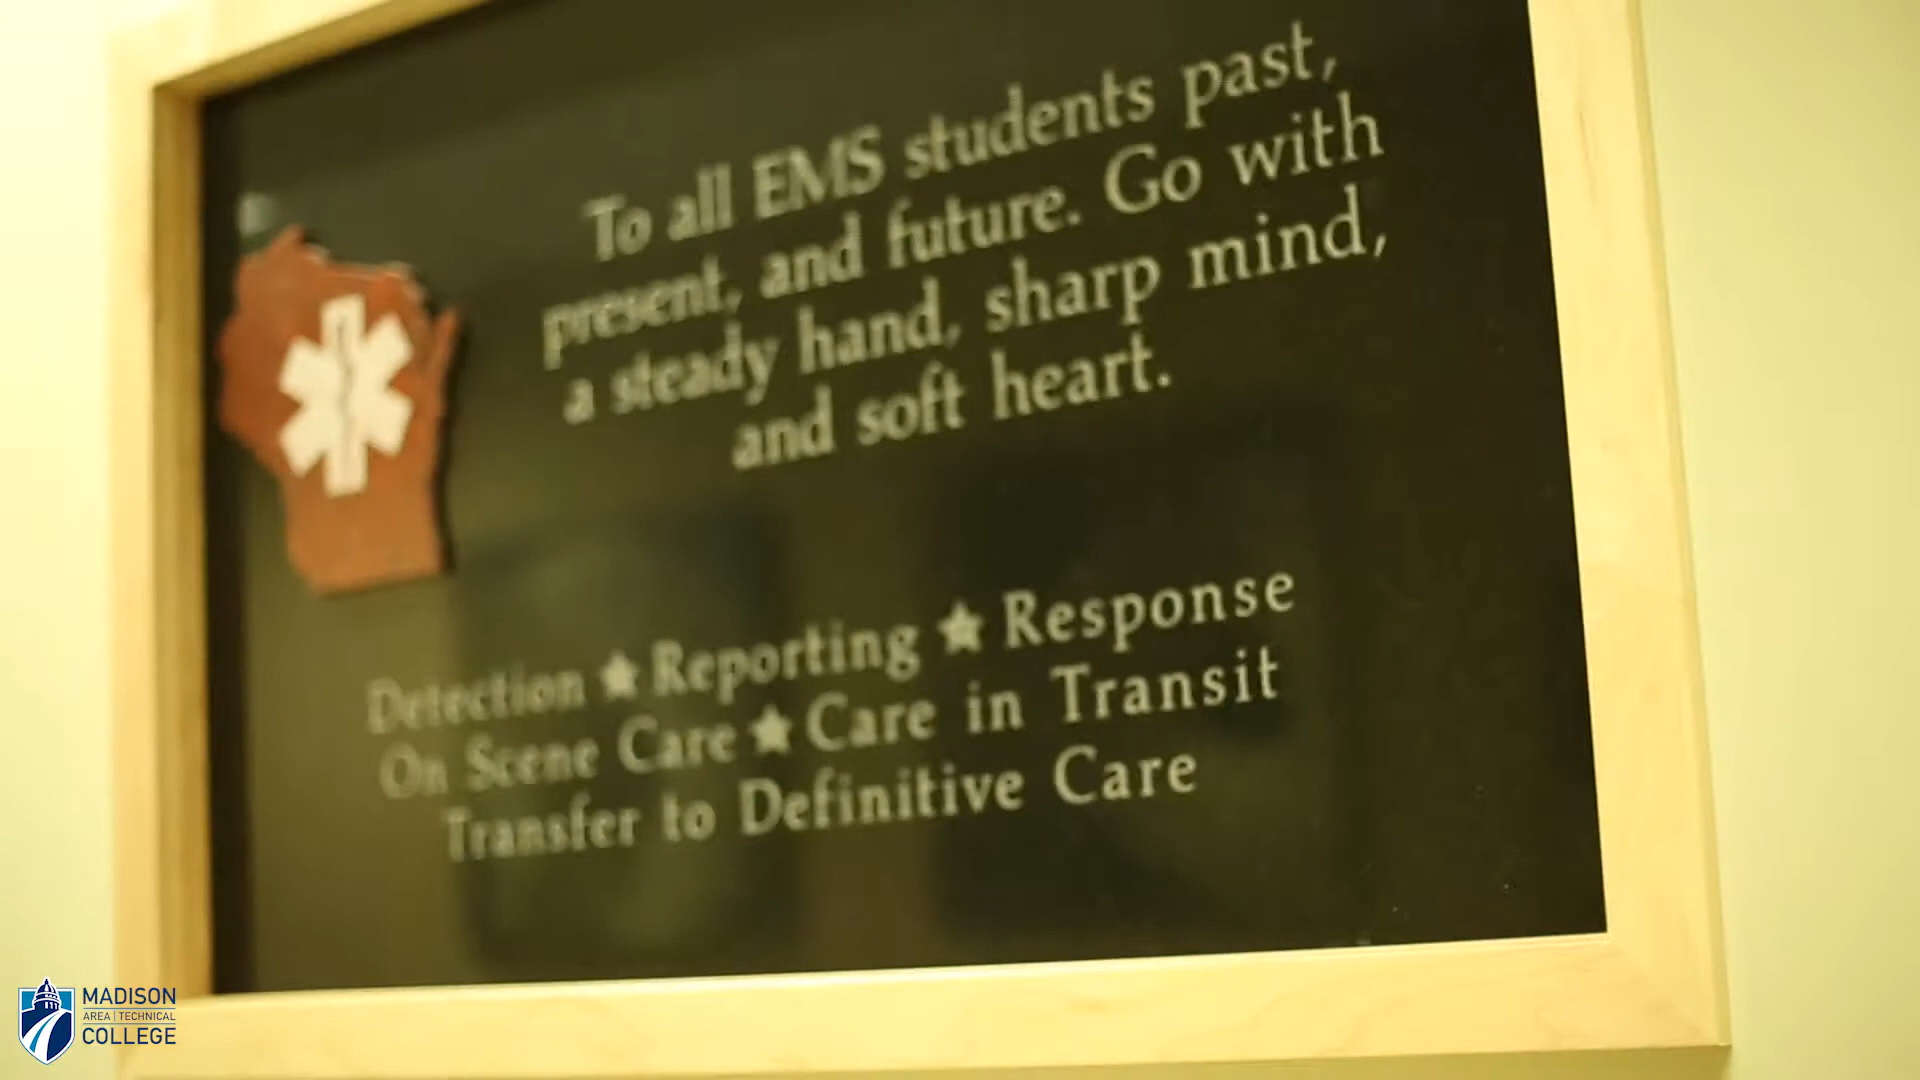 To all EMS students past,
present, and future. Go with
a steady hand, sharp mind,
and soft heart.
Detection ★ Reporting ★ Response
On Scene Care ★ Care in Transit
Transfer to Definitive Care
MADISON
AREA | TECHNICAL
COLLEGE